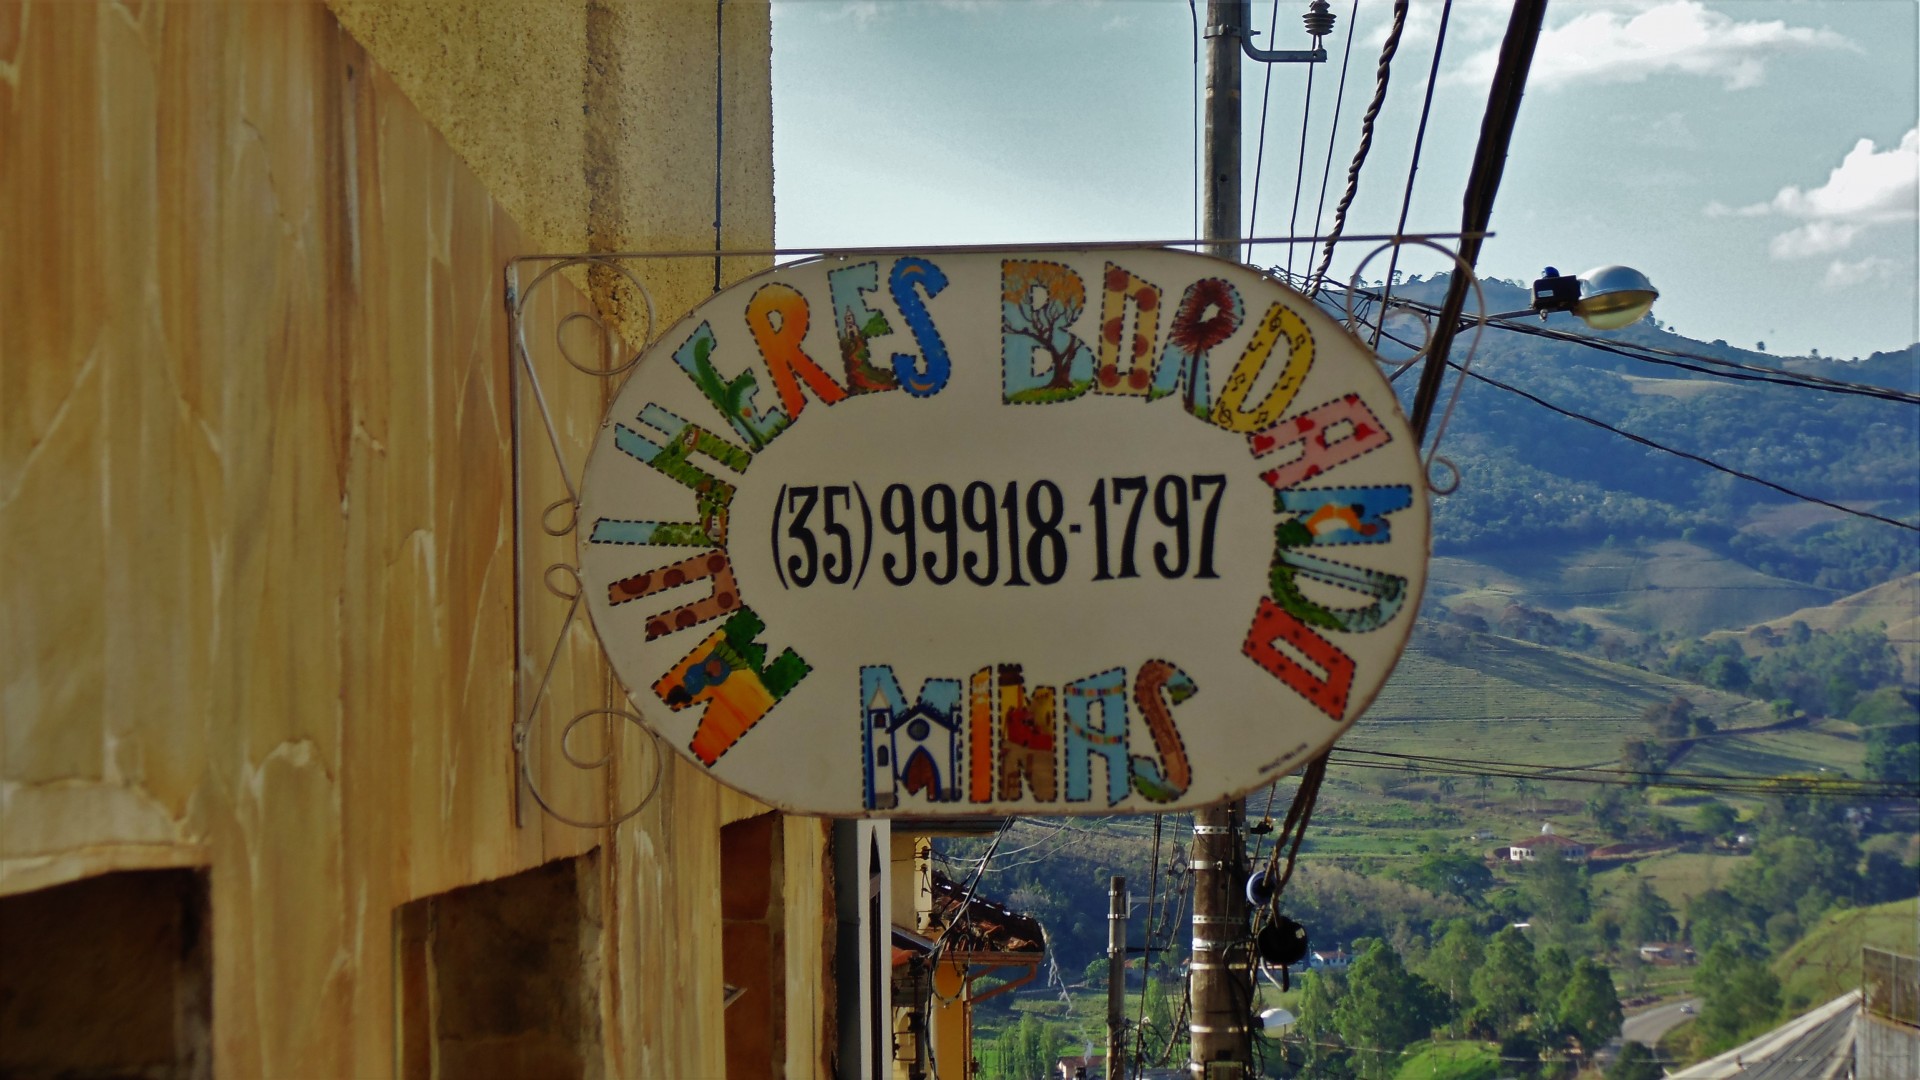 MULHERES BORDANDO
(35) 99918-1797
MINAS